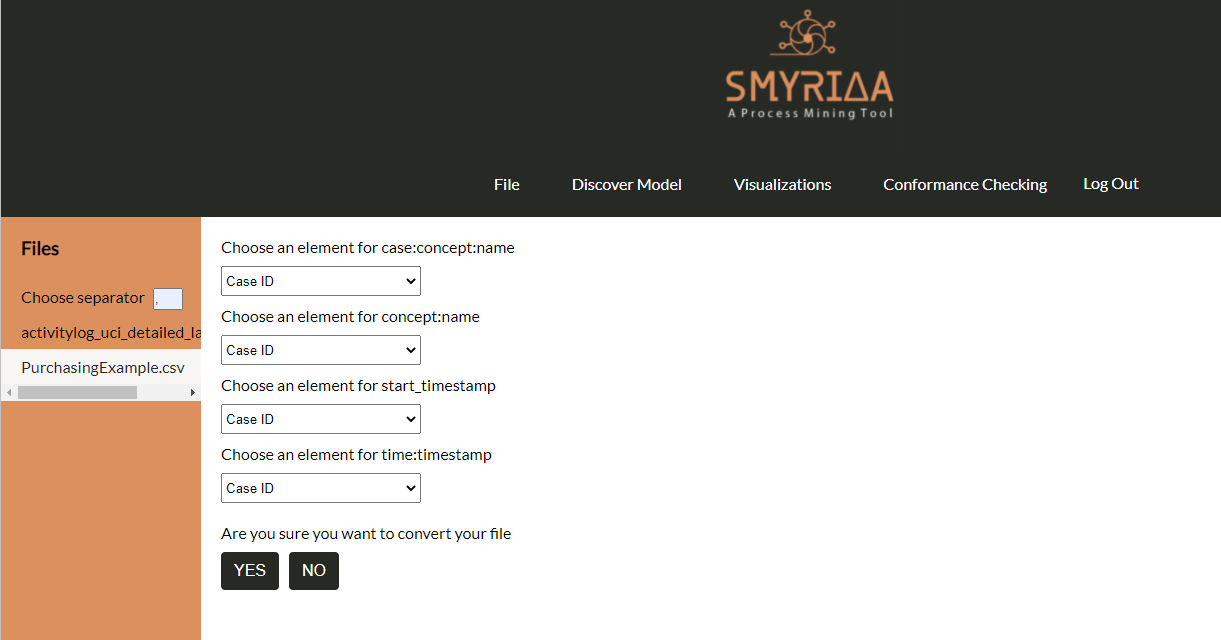 SMYRIΔA
A Process Mining Tool
File Discover Model Visualizations Conformance Checking Log Out
Files
Choose separator ,
activitylog_uci_detailed_la
PurchasingExample.csv
Choose an element for case:concept:name
Case ID
Choose an element for concept:name
Case ID
Choose an element for start_timestamp
Case ID
Choose an element for time:timestamp
Case ID
Are you sure you want to convert your file
YES NO